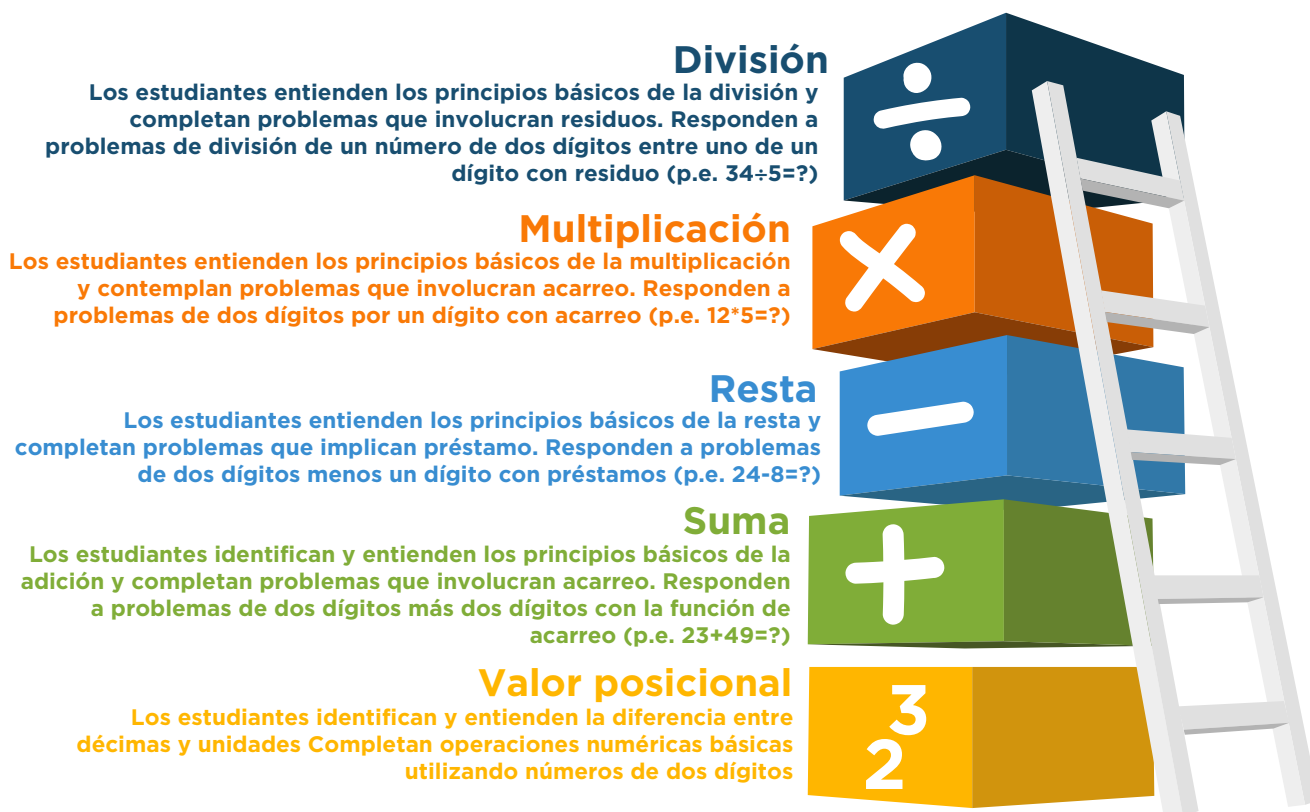 División
Los estudiantes entienden los principios básicos de la división y
completan problemas que involucran residuos. Responden a
problemas de división de un número de dos dígitos entre uno de un
dígito con residuo (p.e. 34÷5=?)
÷
Multiplicación
Los estudiantes entienden los principios básicos de la multiplicación
y contemplan problemas que involucran acarreo. Responden a
problemas de dos dígitos por un dígito con acarreo (p.e. 12*5=?)
×
Resta
Los estudiantes entienden los principios básicos de la resta y
completan problemas que implican préstamo. Responden a problemas
de dos dígitos menos un dígito con préstamos (p.e. 24-8=?)
−
Suma
Los estudiantes identifican y entienden los principios básicos de la
adición y completan problemas que involucran acarreo. Responden
a problemas de dos dígitos más dos dígitos con la función de
acarreo (p.e. 23+49=?)
+
Valor posicional
Los estudiantes identifican y entienden la diferencia entre
décimas y unidades Completan operaciones numéricas básicas
utilizando números de dos dígitos
3
2